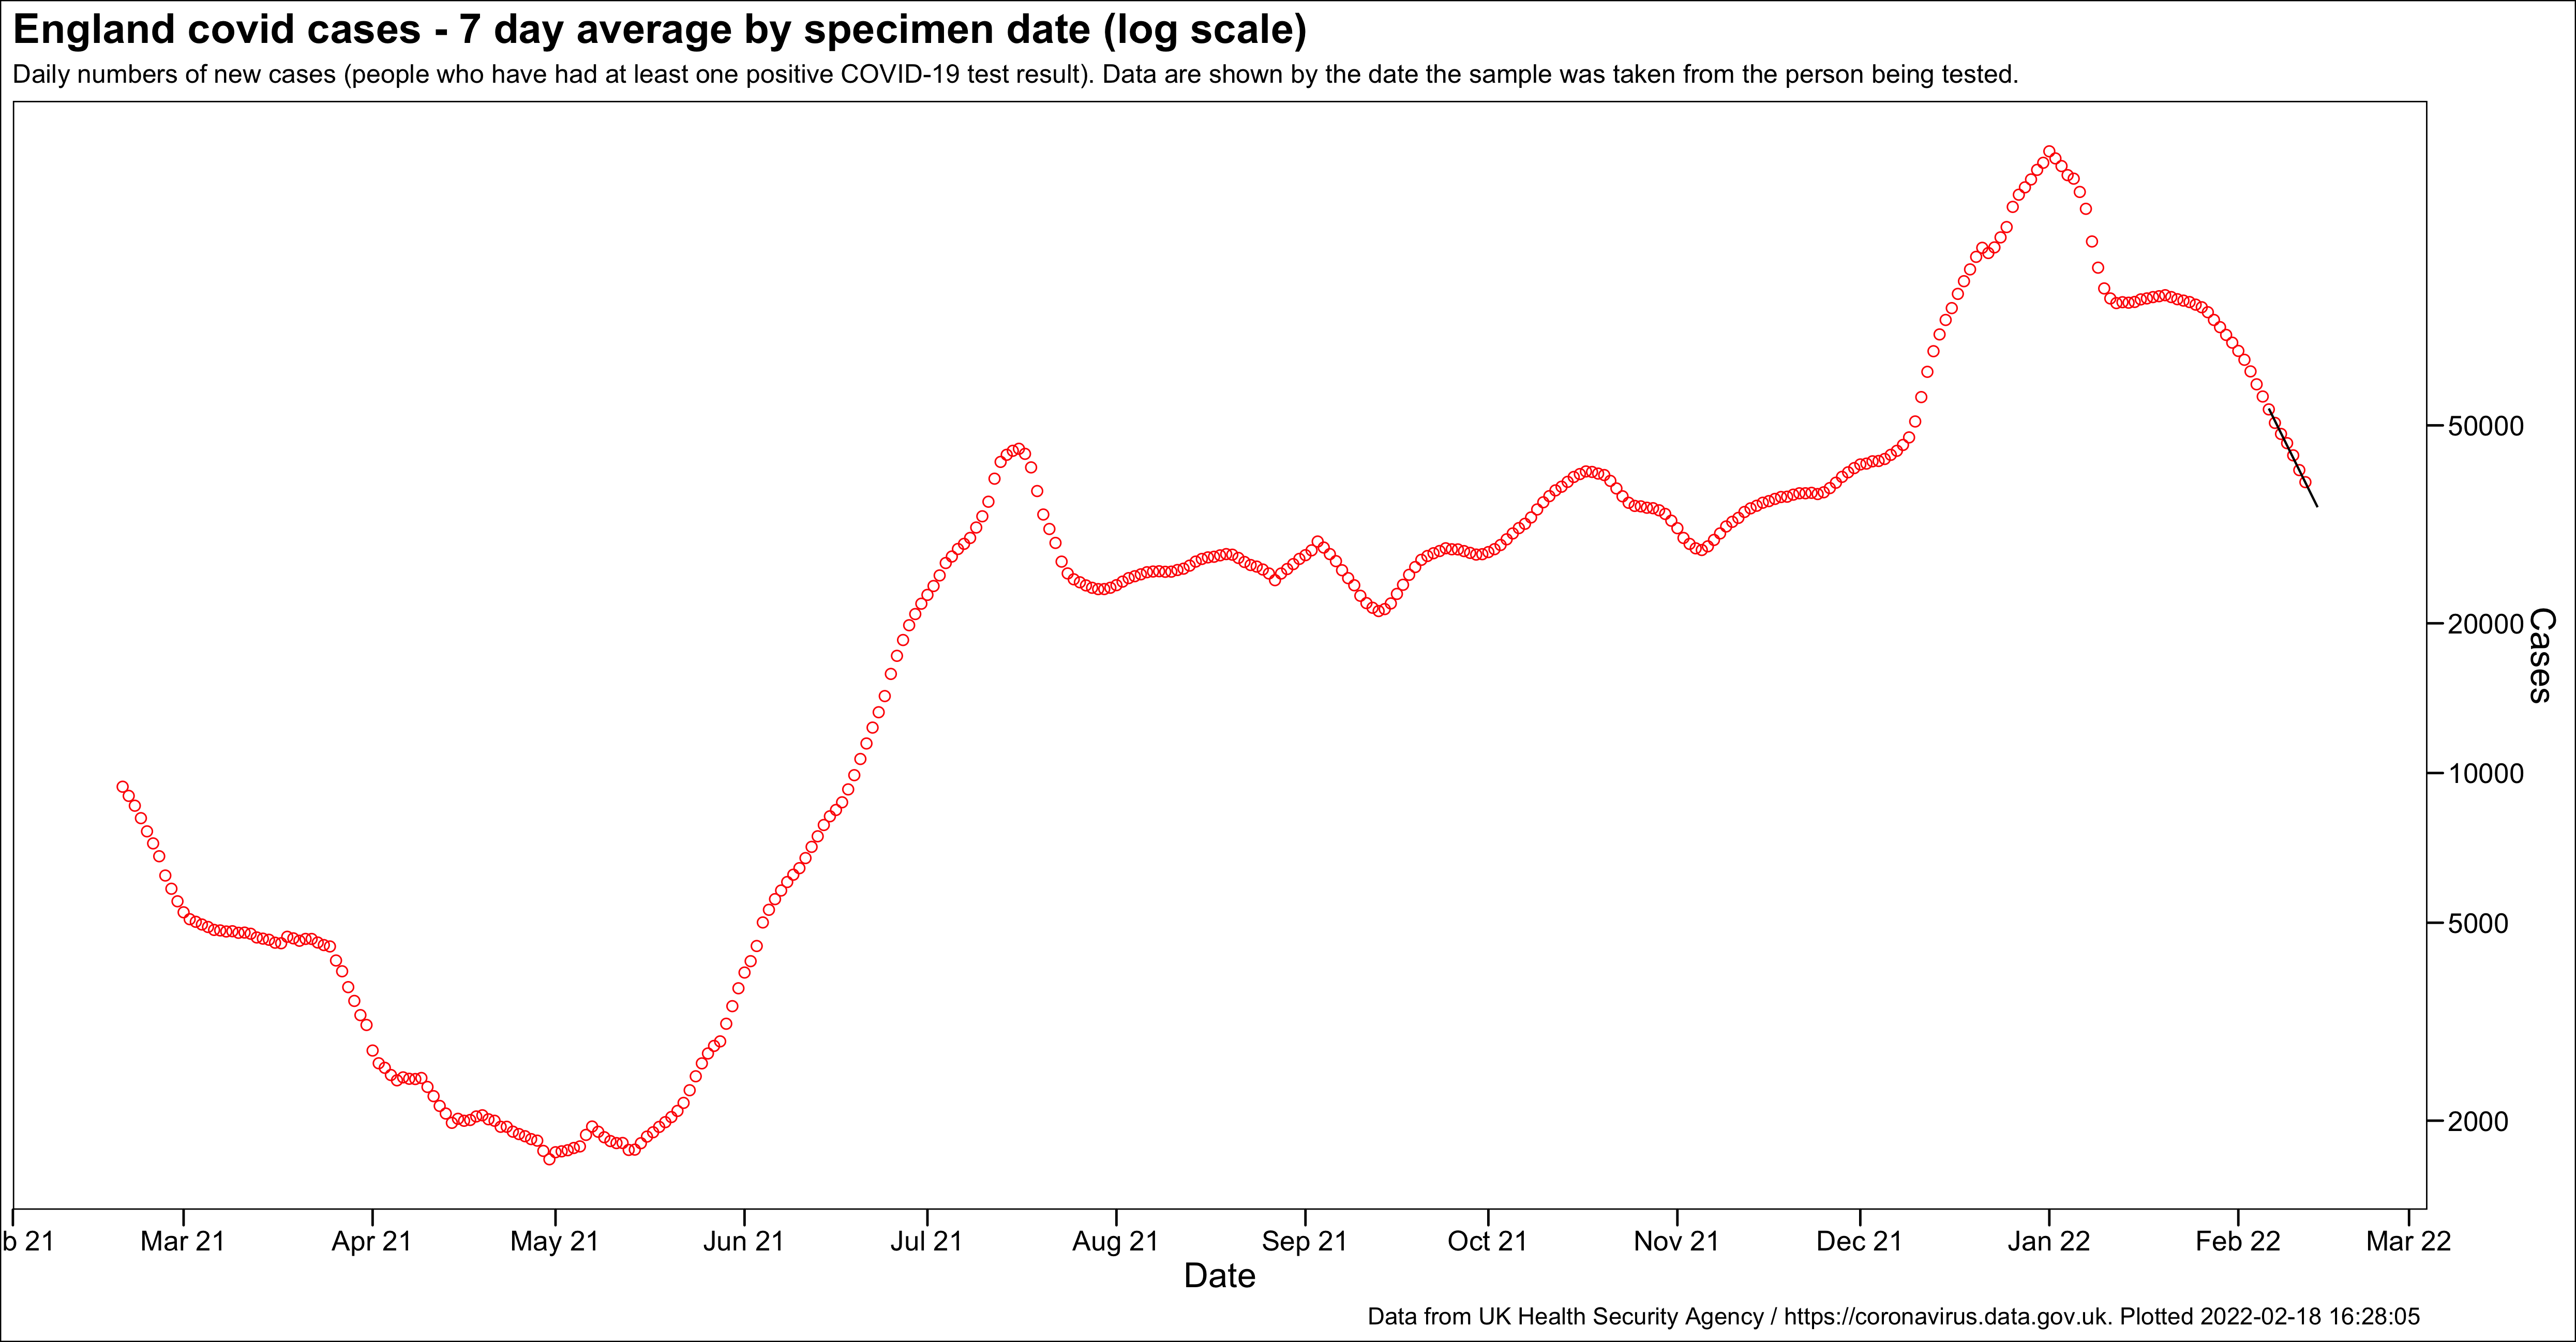 England covid cases - 7 day average by specimen date (log scale)
Daily numbers of new cases (people who have had at least one positive COVID-19 test result). Data are shown by the date the sample was taken from the person being tested.
50000
20000
10000
5000
2000
Cases
b 21 Mar 21 Apr 21 May 21 Jun 21 Jul 21 Aug 21 Sep 21 Oct 21 Nov 21 Dec 21 Jan 22 Feb 22 Mar 22
Date
Data from UK Health Security Agency / https://coronavirus.data.gov.uk. Plotted 2022-02-18 16:28:05